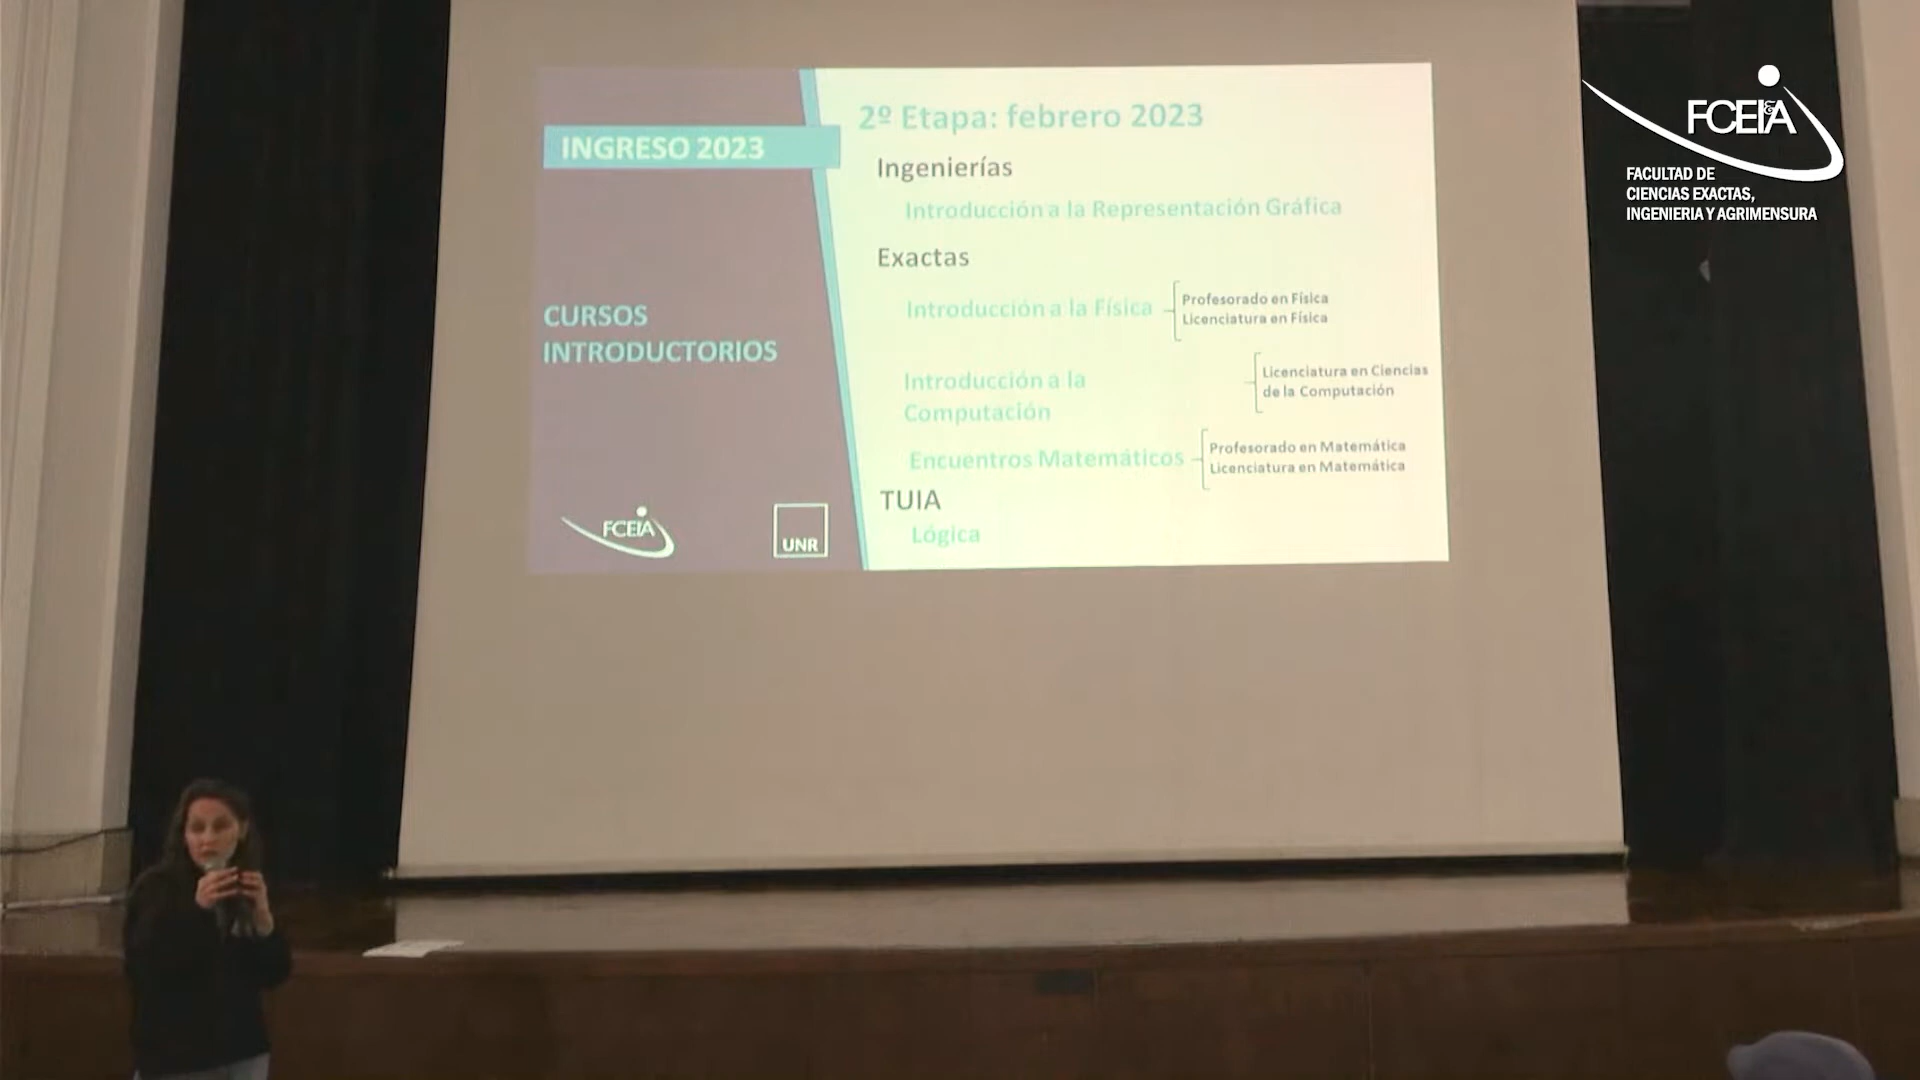 INGRESO 2023
CURSOS
INTRODUCTORIOS
FCEIA
UNR
2º Etapa: febrero 2023
Ingenierías
Introducción a la Representación Gráfica
Exactas
Introducción a la Física
Profesorado en Física
Licenciatura en Física
Introducción a la
Computación
Licenciatura en Ciencias
de la Computación
Encuentros Matemáticos
Profesorado en Matemática
Licenciatura en Matemática
TUIA
Lógica
FCEI&A
FACULTAD DE
CIENCIAS EXACTAS,
INGENIERIA Y AGRIMENSURA